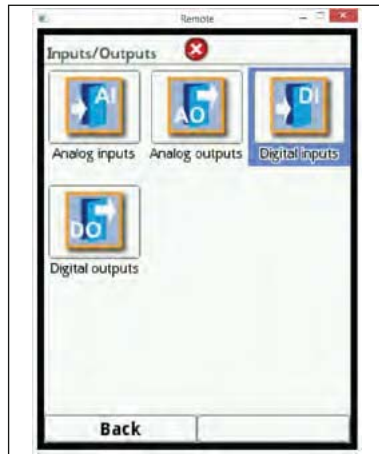 Remote
Inputs/Outputs
AI
AO
DI
Analog inputs
Analog outputs
Digital inputs
DO
Digital outputs
Back